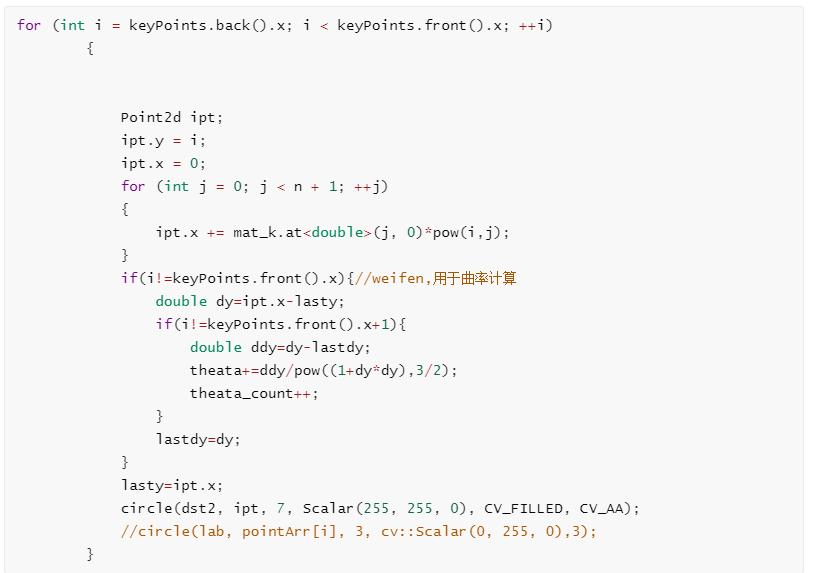 for (int i = keyPoints.back().x; i < keyPoints.front().x; ++i)
        {


            Point2d ipt;
            ipt.y = i;
            ipt.x = 0;
            for (int j = 0; j < n + 1; ++j)
            {
                ipt.x += mat_k.at<double>(j, 0)*pow(i,j);
            }
            if(i!=keyPoints.front().x){//weifen,用于曲率计算
                double dy=ipt.x-lasty;
                if(i!=keyPoints.front().x+1){
                    double ddy=dy-lastdy;
                    theata+=ddy/pow((1+dy*dy),3/2);
                    theata_count++;
                }
                lastdy=dy;
            }
            lasty=ipt.x;
            circle(dst2, ipt, 7, Scalar(255, 255, 0), CV_FILLED, CV_AA);
            //circle(lab, pointArr[i], 3, cv::Scalar(0, 255, 0),3);
        }